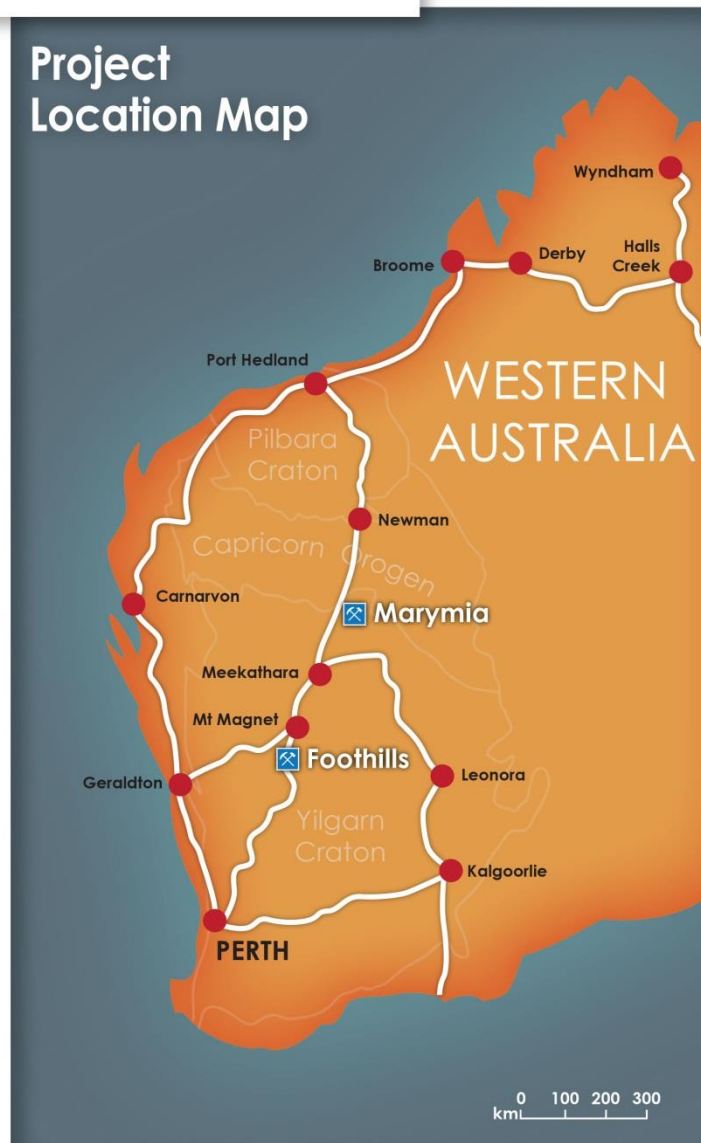 Project
Location Map
Wyndham
Broome
Derby
Halls
Creek
Port Hedland
WESTERN
AUSTRALIA
Pilbara
Craton
Newman
Capricorn Orogen
Carnarvon
Marymia
Meekathara
Mt Magnet
Foothills
Geraldton
Leonora
Yilgarn
Craton
Kalgoorlie
PERTH
0 100 200 300
km